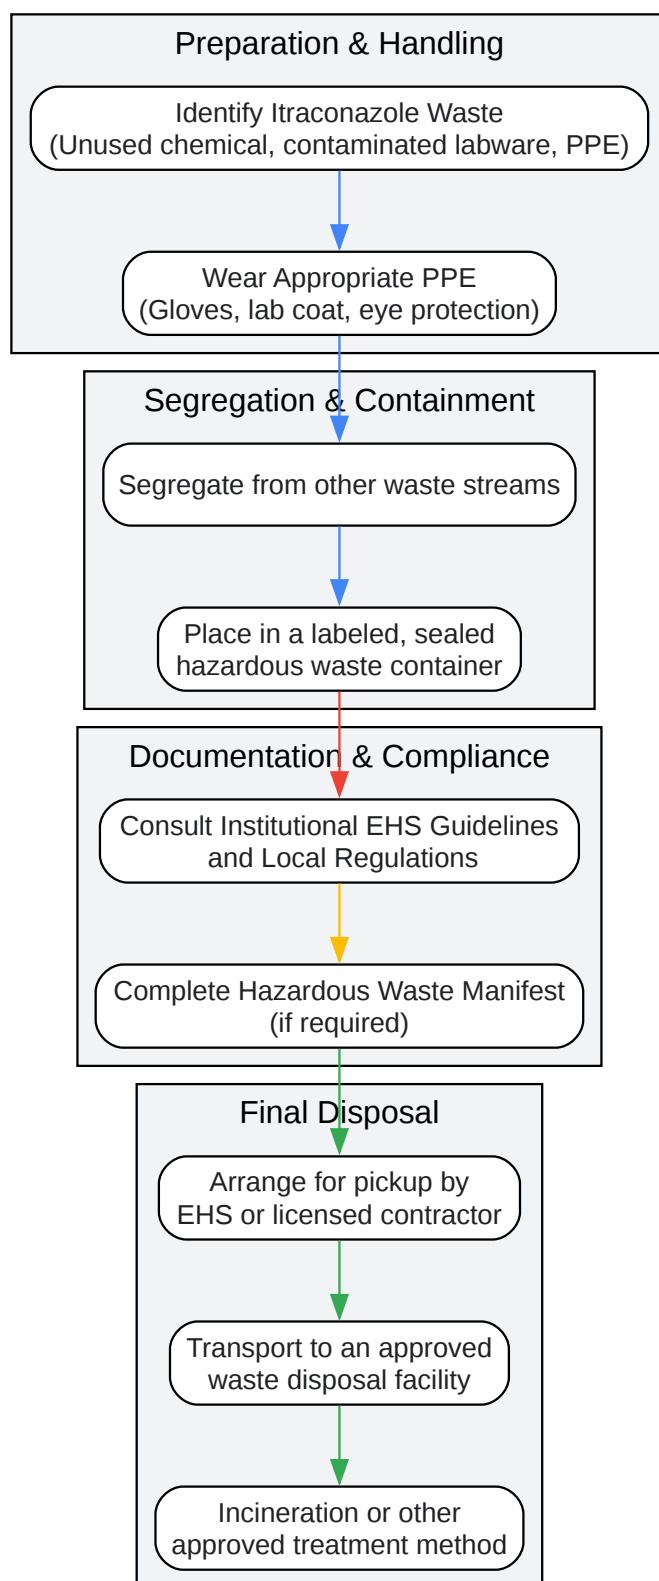 Preparation & Handling
Identify Itraconazole Waste
(Unused chemical, contaminated labware, PPE)
Wear Appropriate PPE
(Gloves, lab coat, eye protection)
Segregation & Containment
Segregate from other waste streams
Place in a labeled, sealed
hazardous waste container
Documentation & Compliance
Consult Institutional EHS Guidelines
and Local Regulations
Complete Hazardous Waste Manifest
(if required)
Final Disposal
Arrange for pickup by
EHS or licensed contractor
Transport to an approved
waste disposal facility
Incineration or other
approved treatment method